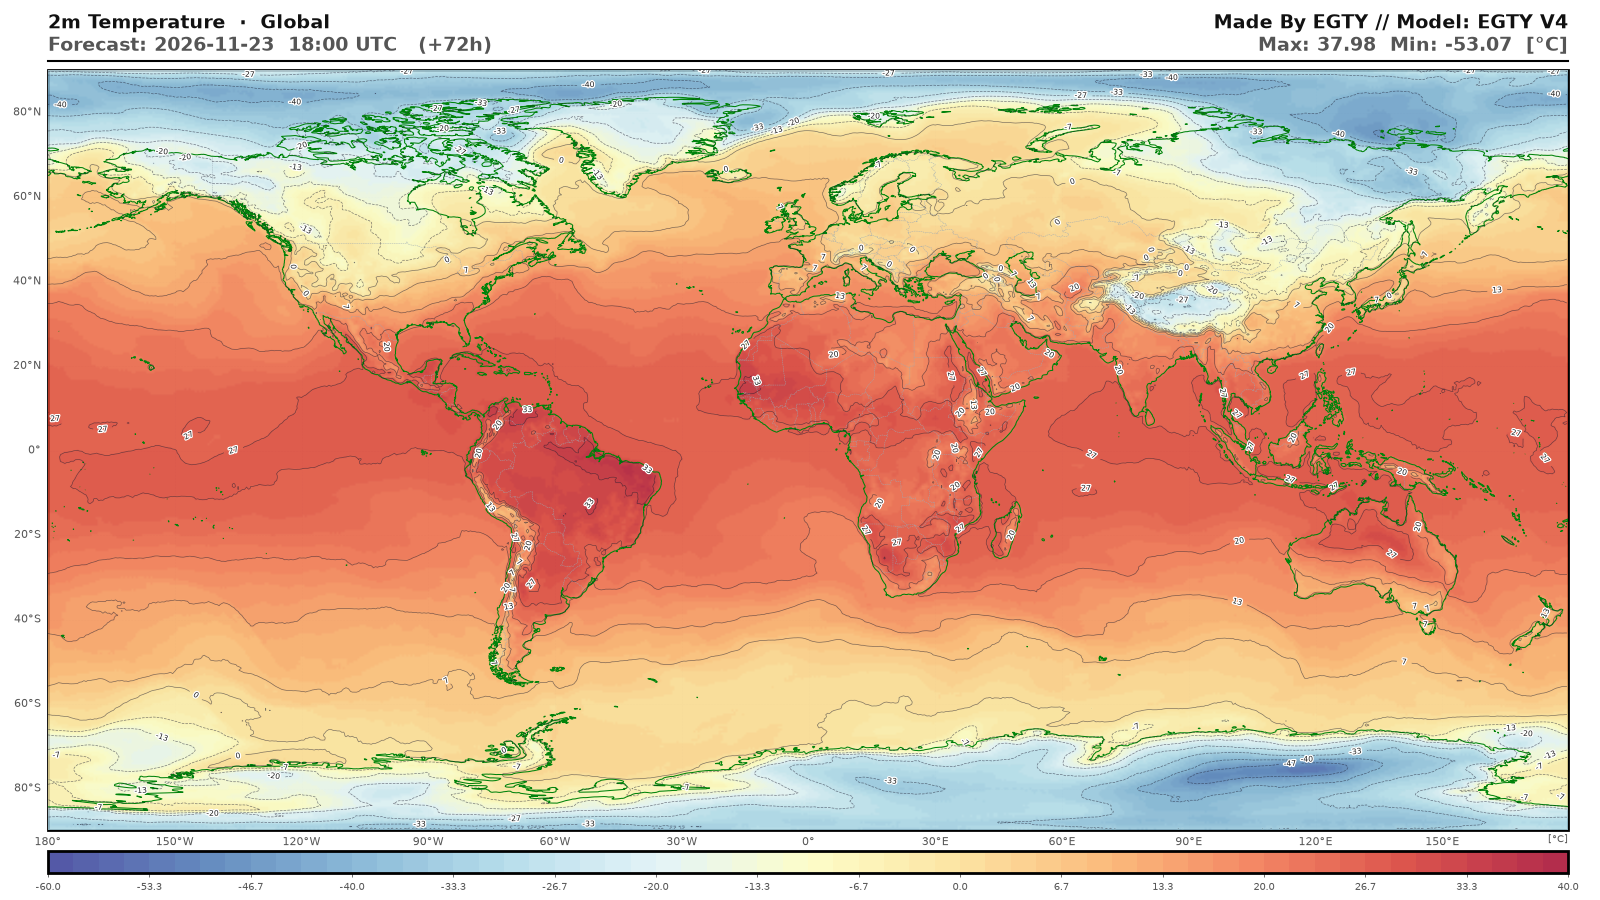 2m Temperature · Global
Made By EGTY // Model: EGTY V4
Forecast: 2026-11-23 18:00 UTC (+72h)
Max: 37.98 Min: -53.07 [°C]
80°N
60°N
40°N
20°N
0°
20°S
40°S
60°S
80°S
180° 150°W 120°W 90°W 60°W 30°W 0° 30°E 60°E 90°E 120°E 150°E [°C]
-60.0 -53.3 -46.7 -40.0 -33.3 -26.7 -20.0 -13.3 -6.7 0.0 6.7 13.3 20.0 26.7 33.3 40.0